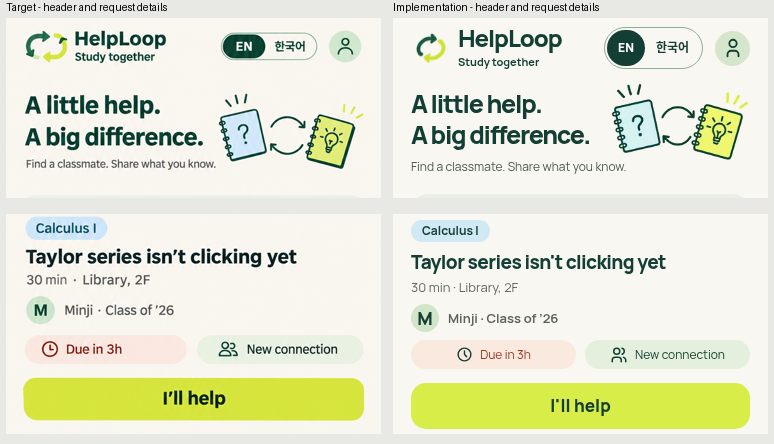 Target - header and request details
HelpLoop
Study together
EN
한국어
A little help.
A big difference.
Find a classmate. Share what you know.
?
Calculus I
Taylor series isn’t clicking yet
30 min · Library, 2F
M
Minji · Class of ’26
Due in 3h
New connection
I’ll help
Implementation - header and request details
HelpLoop
Study together
EN
한국어
A little help.
A big difference.
Find a classmate. Share what you know.
?
Calculus I
Taylor series isn't clicking yet
30 min · Library, 2F
M
Minji · Class of ’26
Due in 3h
New connection
I'll help